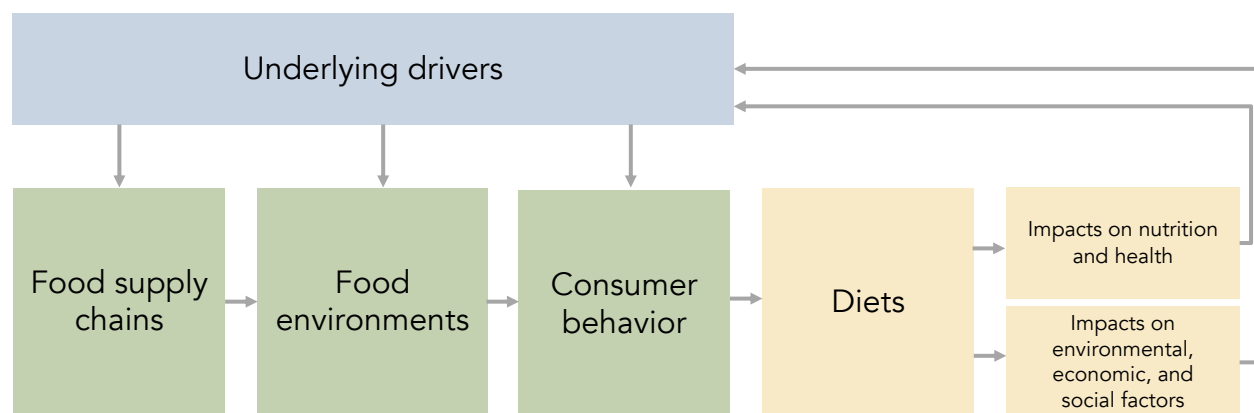 Underlying drivers
Food supply
chains
Food
environments
Consumer
behavior
Diets
Impacts on nutrition
and health
Impacts on
environmental,
economic, and
social factors